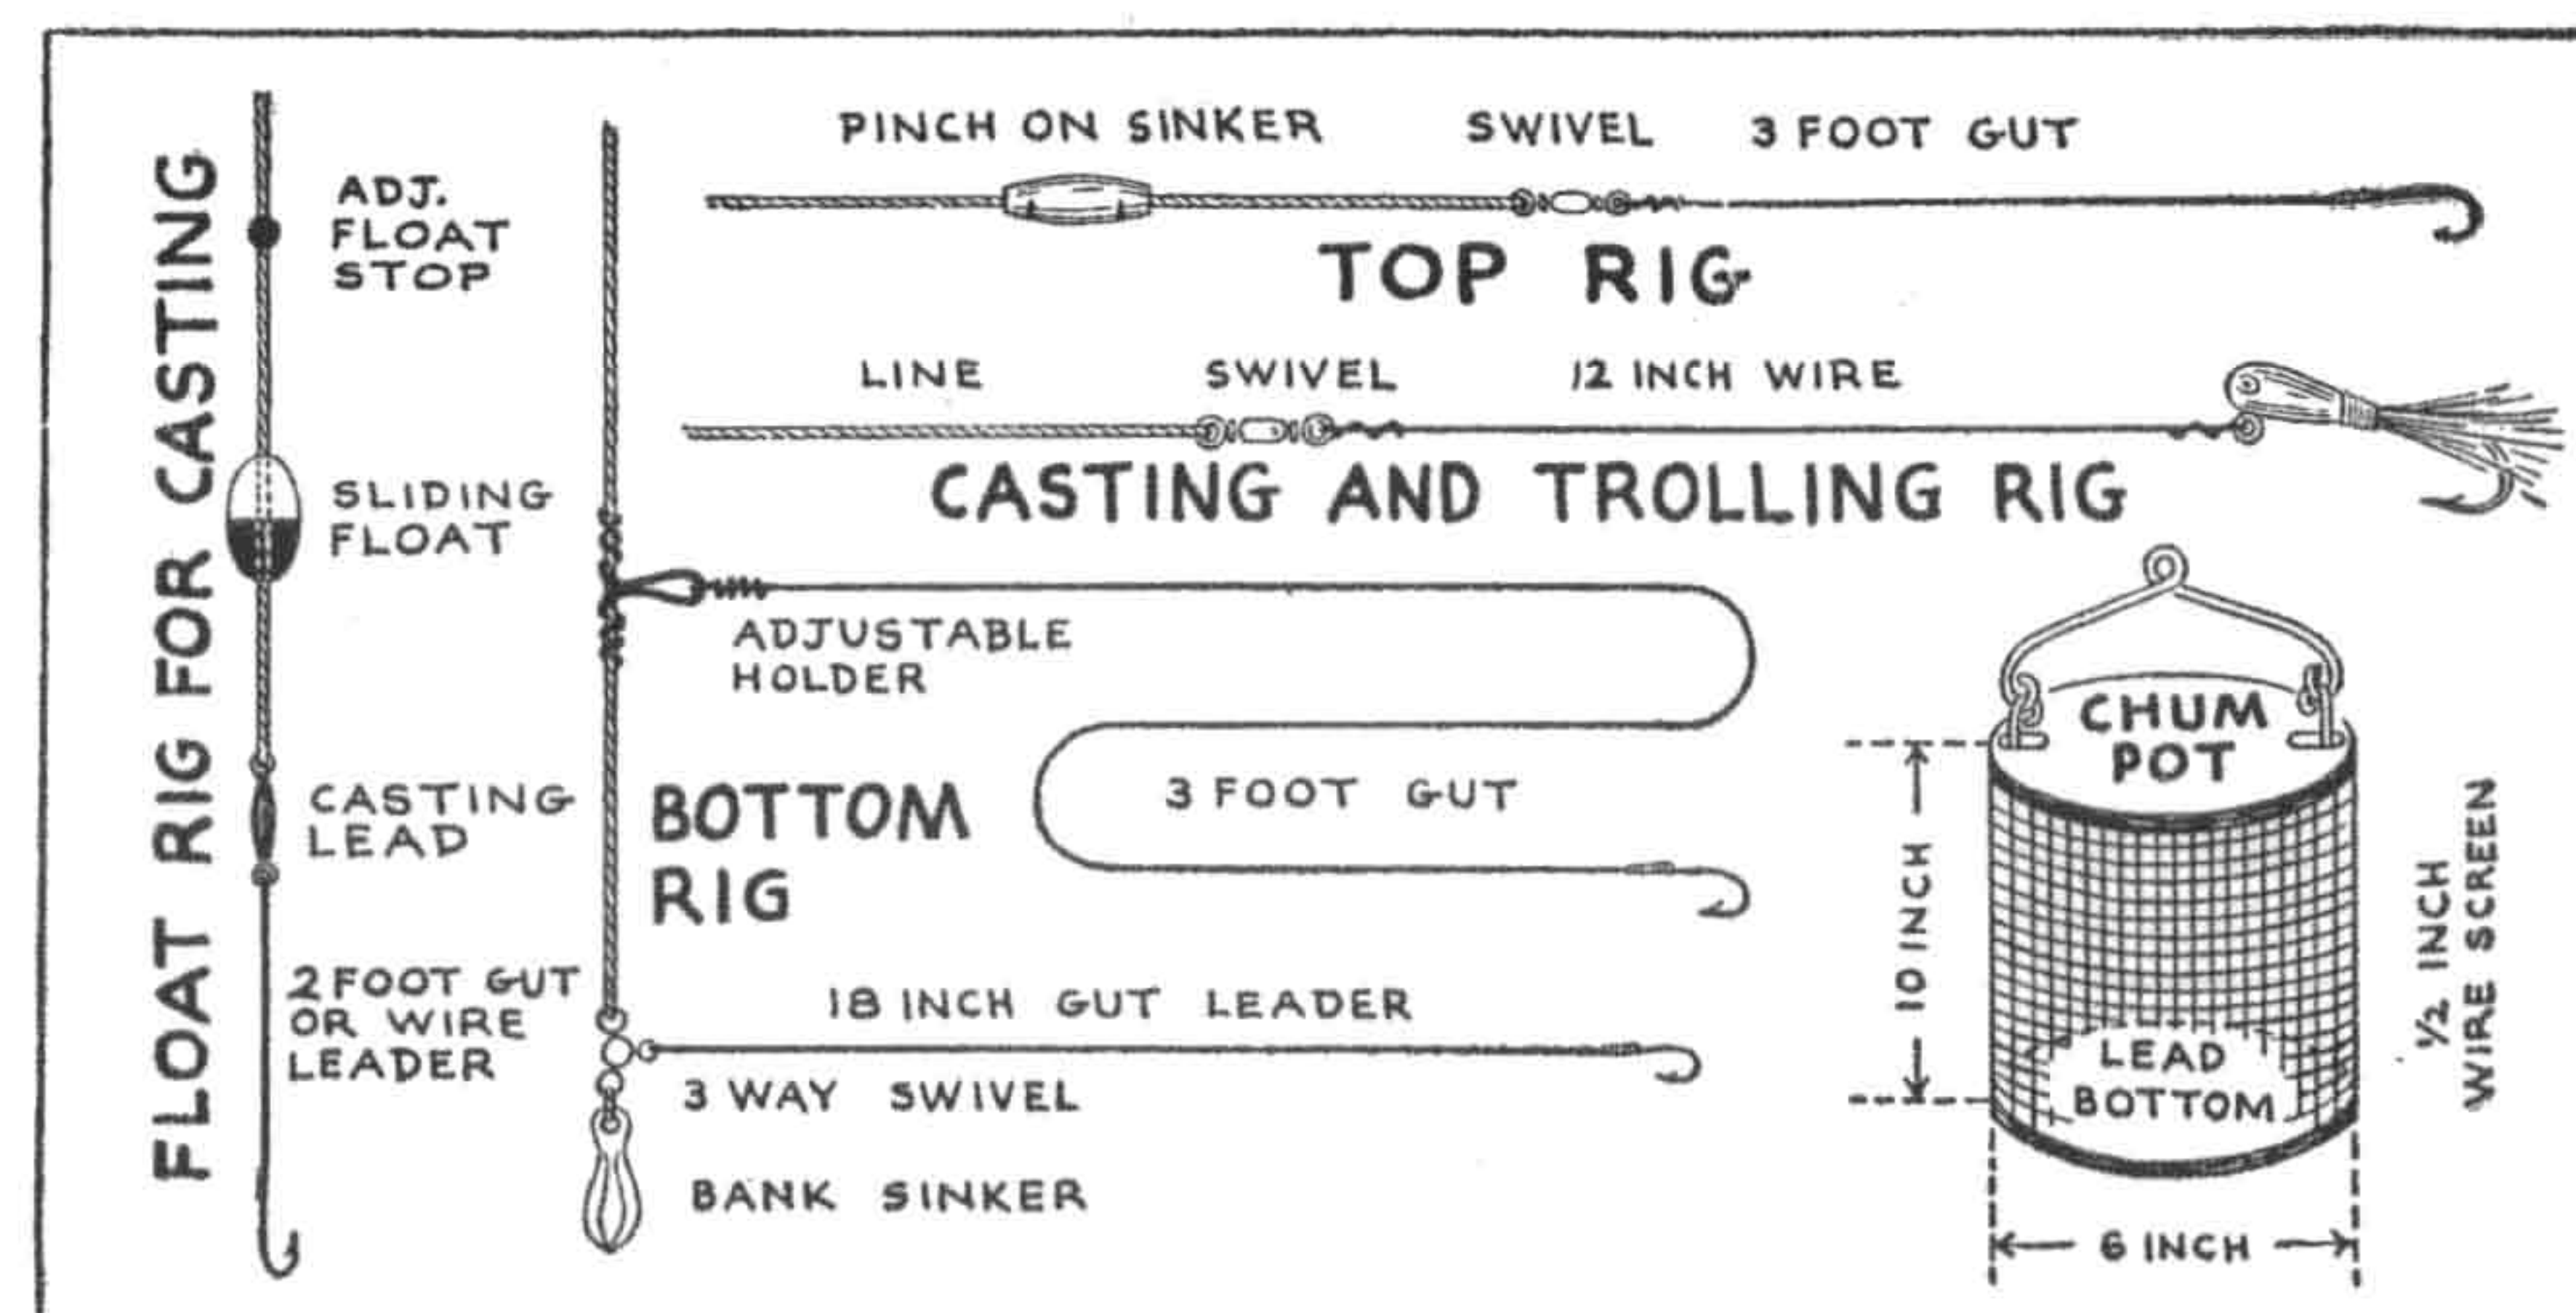 FLOAT RIG FOR CASTING
ADJ.
FLOAT
STOP
SLIDING
FLOAT
CASTING
LEAD
2 FOOT GUT
OR WIRE
LEADER
PINCH ON SINKER SWIVEL 3 FOOT GUT
TOP RIG
LINE SWIVEL 12 INCH WIRE
CASTING AND TROLLING RIG
ADJUSTABLE
HOLDER
BOTTOM
RIG
3 FOOT GUT
18 INCH GUT LEADER
3 WAY SWIVEL
BANK SINKER
CHUM
POT
10 INCH
LEAD
BOTTOM
6 INCH
1/2 INCH
WIRE SCREEN